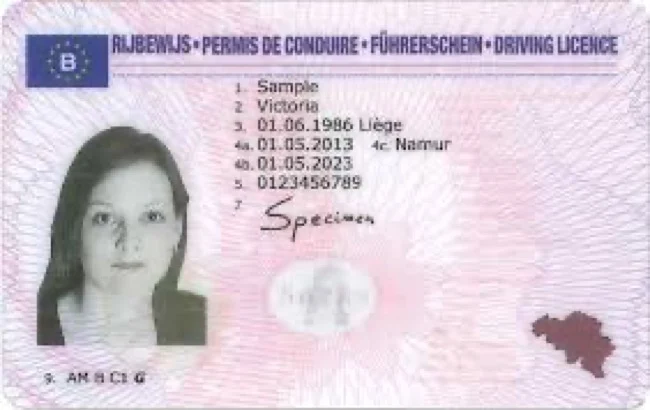 B
RIJBEWIJS • PERMIS DE CONDUIRE • FÜHRERSCHEIN • DRIVING LICENCE
1. Sample
2. Victoria
3. 01.06.1986 Liège
4a. 01.05.2013 4c. Namur
4b. 01.05.2023
5. 0123456789
7. Specimen
9. AM B C1 G